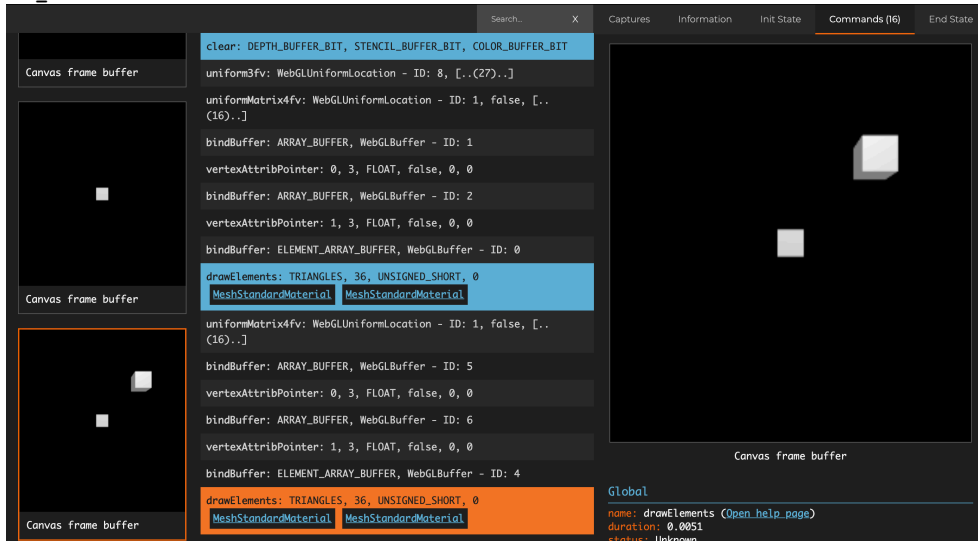 Search... X
Captures Information Init State Commands (16) End State
Canvas frame buffer
Canvas frame buffer
Canvas frame buffer
clear: DEPTH_BUFFER_BIT, STENCIL_BUFFER_BIT, COLOR_BUFFER_BIT
uniform3fv: WebGLUniformLocation - ID: 8, [..(27)..]
uniformMatrix4fv: WebGLUniformLocation - ID: 1, false, [..
(16)..]
bindBuffer: ARRAY_BUFFER, WebGLBuffer - ID: 1
vertexAttribPointer: 0, 3, FLOAT, false, 0, 0
bindBuffer: ARRAY_BUFFER, WebGLBuffer - ID: 2
vertexAttribPointer: 1, 3, FLOAT, false, 0, 0
bindBuffer: ELEMENT_ARRAY_BUFFER, WebGLBuffer - ID: 0
drawElements: TRIANGLES, 36, UNSIGNED_SHORT, 0
MeshStandardMaterial MeshStandardMaterial
uniformMatrix4fv: WebGLUniformLocation - ID: 1, false, [..
(16)..]
bindBuffer: ARRAY_BUFFER, WebGLBuffer - ID: 5
vertexAttribPointer: 0, 3, FLOAT, false, 0, 0
bindBuffer: ARRAY_BUFFER, WebGLBuffer - ID: 6
vertexAttribPointer: 1, 3, FLOAT, false, 0, 0
bindBuffer: ELEMENT_ARRAY_BUFFER, WebGLBuffer - ID: 4
drawElements: TRIANGLES, 36, UNSIGNED_SHORT, 0
MeshStandardMaterial MeshStandardMaterial
Canvas frame buffer
Global
name: drawElements (Open help page)
duration: 0.0051
status: Unknown